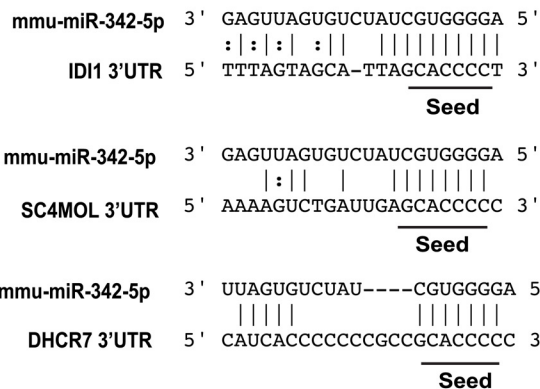 mmu-miR-342-5p 3' GAGUUAGUGUCUAUCGUGGGGA 5'
:|:|:|: :|| ||||||||||
IDI1 3'UTR 5' TTTAGTAGCA-TTAGCACCCCT 3'
Seed
mmu-miR-342-5p 3' GAGUUAGUGUCUAUCGUGGGGA 5'
|:|| | ||||||||
SC4MOL 3'UTR 5' AAAAGUCTGAUUGAGCACCCCC 3'
Seed
mmu-miR-342-5p 3' UUAGUGUCUAU----CGUGGGGA 5
||||| |||||||
DHCR7 3'UTR 5' CAUCACCCCCCCGCCGCACCCCC 3
Seed